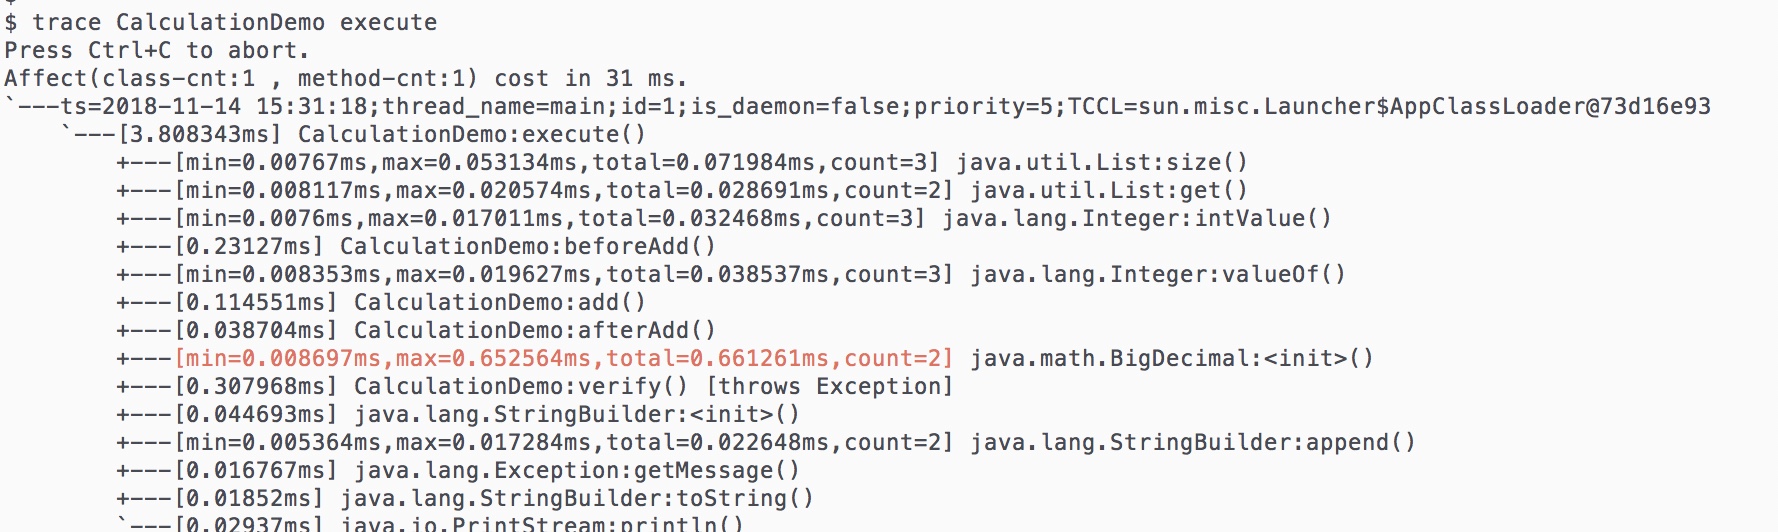 $ trace CalculationDemo execute
Press Ctrl+C to abort.
Affect(class-cnt:1 , method-cnt:1) cost in 31 ms.
`---ts=2018-11-14 15:31:18;thread_name=main;id=1;is_daemon=false;priority=5;TCCL=sun.misc.Launcher$AppClassLoader@73d16e93
    `---[3.808343ms] CalculationDemo:execute()
        +---[min=0.00767ms,max=0.053134ms,total=0.071984ms,count=3] java.util.List:size()
        +---[min=0.008117ms,max=0.020574ms,total=0.028691ms,count=2] java.util.List:get()
        +---[min=0.0076ms,max=0.017011ms,total=0.032468ms,count=3] java.lang.Integer:intValue()
        +---[0.23127ms] CalculationDemo:beforeAdd()
        +---[min=0.008353ms,max=0.019627ms,total=0.038537ms,count=3] java.lang.Integer:valueOf()
        +---[0.114551ms] CalculationDemo:add()
        +---[0.038704ms] CalculationDemo:afterAdd()
        +---[min=0.008697ms,max=0.652564ms,total=0.661261ms,count=2] java.math.BigDecimal:<init>()
        +---[0.307968ms] CalculationDemo:verify() [throws Exception]
        +---[0.044693ms] java.lang.StringBuilder:<init>()
        +---[min=0.005364ms,max=0.017284ms,total=0.022648ms,count=2] java.lang.StringBuilder:append()
        +---[0.016767ms] java.lang.Exception:getMessage()
        +---[0.01852ms] java.lang.StringBuilder:toString()
        `---[0.02937ms] java.io.PrintStream:println()